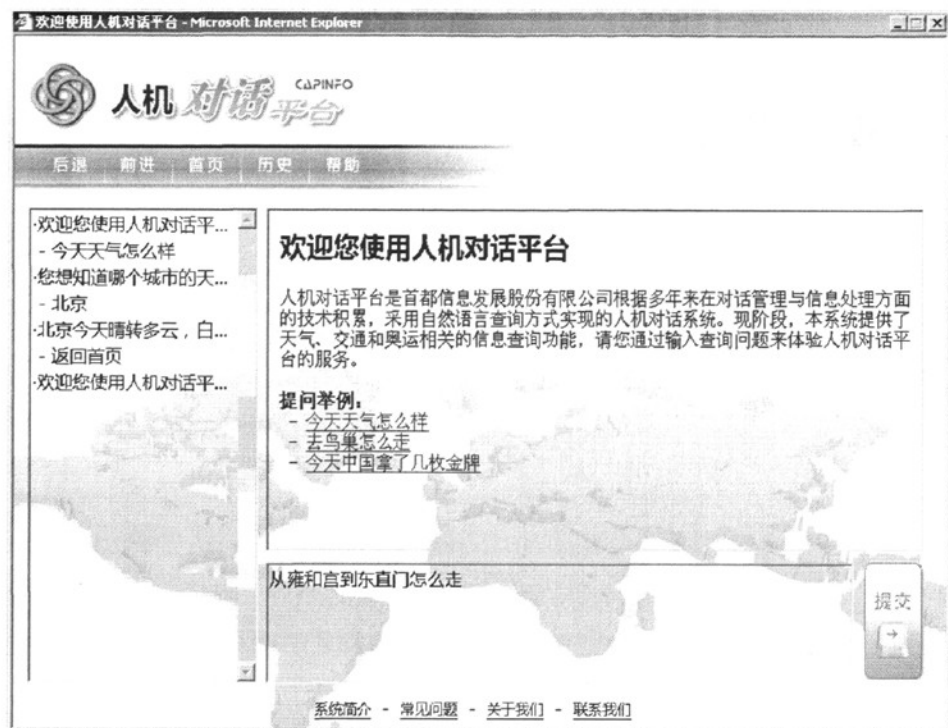 欢迎使用人机对话平台 - Microsoft Internet Explorer
人机 对话平台 CAPINFO
后退 前进 首页 历史 帮助
·欢迎您使用人机对话平...
- 今天天气怎么样
·您想知道哪个城市的天...
- 北京
·北京今天晴转多云，白...
- 返回首页
·欢迎您使用人机对话平...
欢迎您使用人机对话平台
人机对话平台是首都信息发展股份有限公司根据多年来在对话管理与信息处理方面
的技术积累，采用自然语言查询方式实现的人机对话系统。现阶段，本系统提供了
天气、交通和奥运相关的信息查询功能，请您通过输入查询问题来体验人机对话平
台的服务。
提问举例：
- 今天天气怎么样
- 去鸟巢怎么走
- 今天中国拿了几枚金牌
从雍和宫到东直门怎么走
提交
系统简介 - 常见问题 - 关于我们 - 联系我们